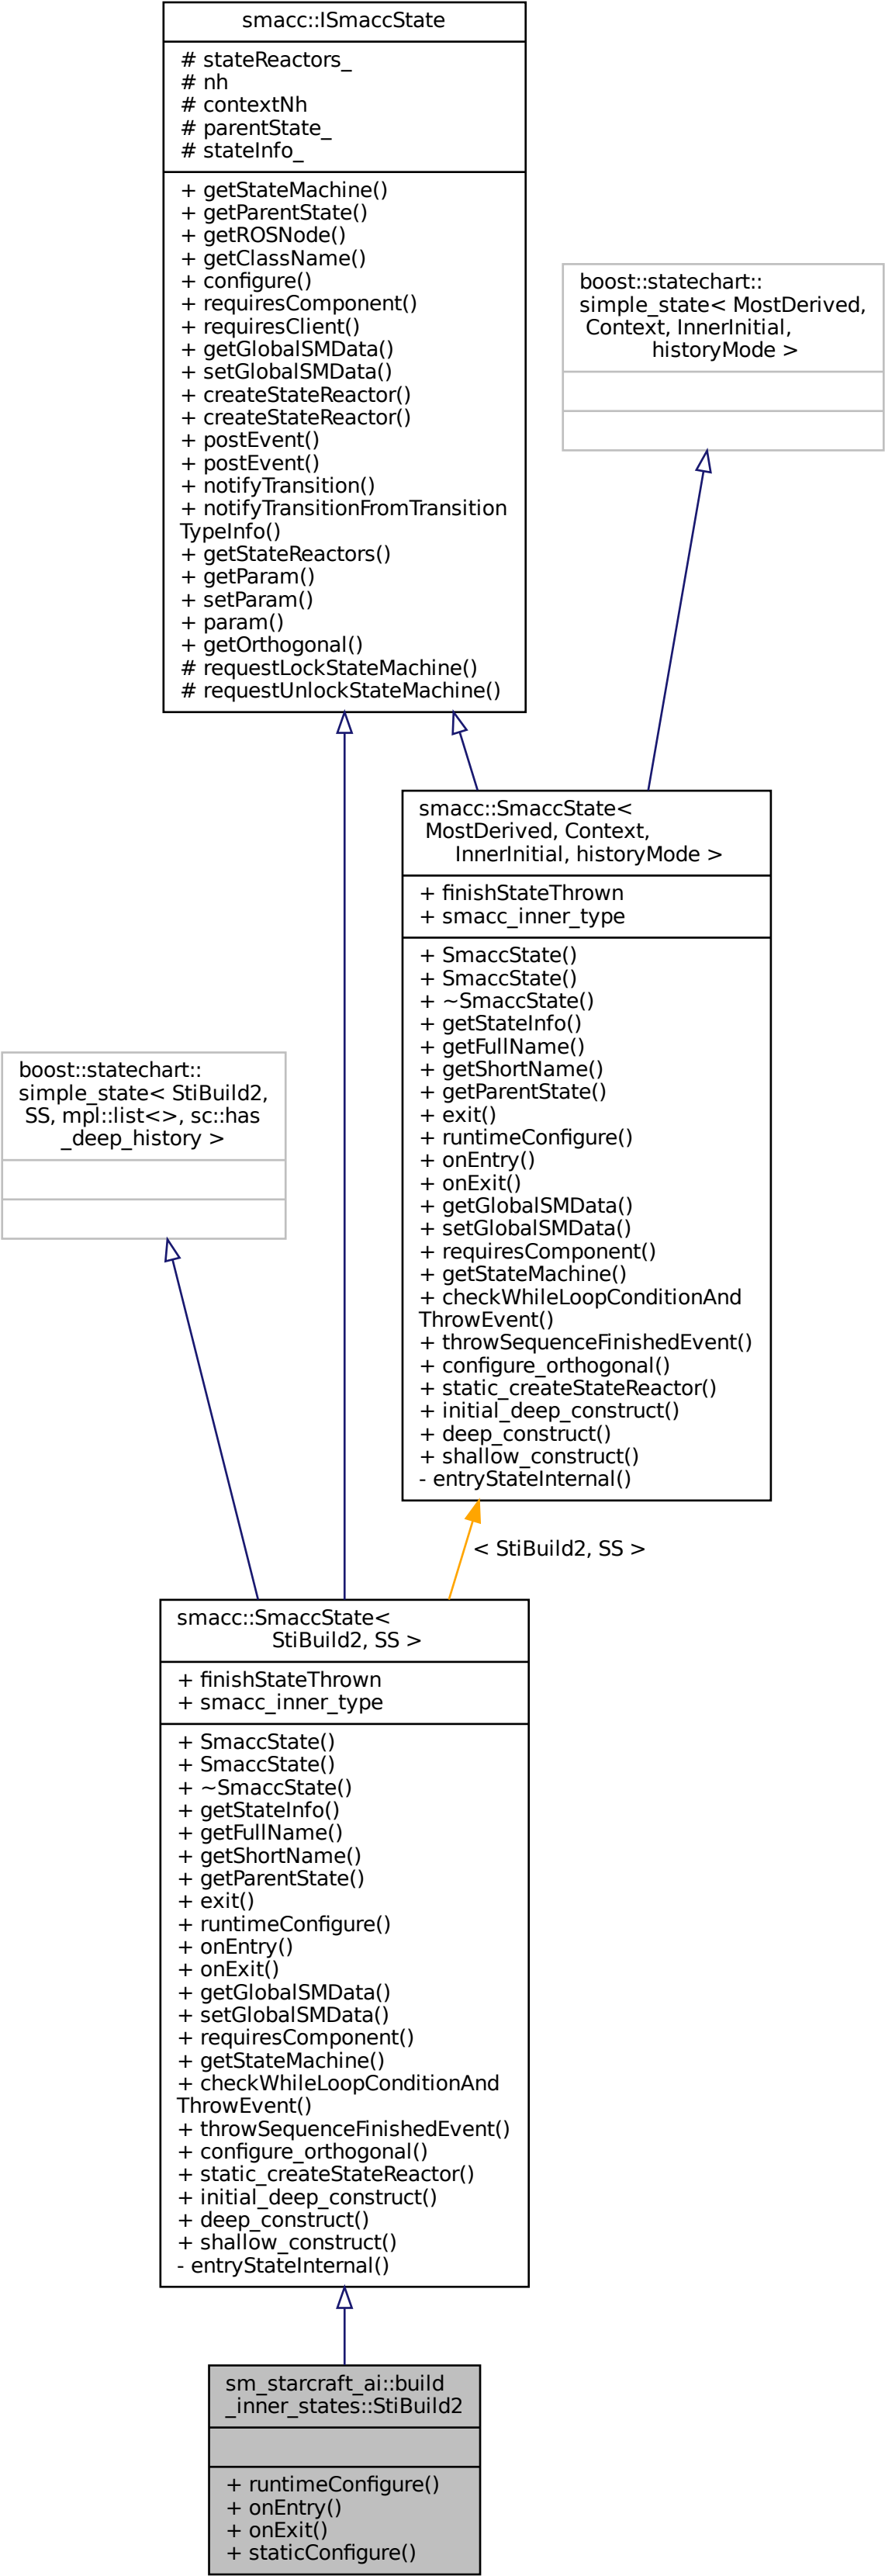 smacc::ISmaccState
# stateReactors_
# nh
# contextNh
# parentState_
# stateInfo_
+ getStateMachine()
+ getParentState()
+ getROSNode()
+ getClassName()
+ configure()
+ requiresComponent()
+ requiresClient()
+ getGlobalSMData()
+ setGlobalSMData()
+ createStateReactor()
+ createStateReactor()
+ postEvent()
+ postEvent()
+ notifyTransition()
+ notifyTransitionFromTransition
TypeInfo()
+ getStateReactors()
+ getParam()
+ setParam()
+ param()
+ getOrthogonal()
# requestLockStateMachine()
# requestUnlockStateMachine()
boost::statechart::
simple_state< MostDerived,
Context, InnerInitial,
historyMode >
smacc::SmaccState<
MostDerived, Context,
InnerInitial, historyMode >
+ finishStateThrown
+ smacc_inner_type
+ SmaccState()
+ SmaccState()
+ ~SmaccState()
+ getStateInfo()
+ getFullName()
+ getShortName()
+ getParentState()
+ exit()
+ runtimeConfigure()
+ onEntry()
+ onExit()
+ getGlobalSMData()
+ setGlobalSMData()
+ requiresComponent()
+ getStateMachine()
+ checkWhileLoopConditionAnd
ThrowEvent()
+ throwSequenceFinishedEvent()
+ configure_orthogonal()
+ static_createStateReactor()
+ initial_deep_construct()
+ deep_construct()
+ shallow_construct()
- entryStateInternal()
boost::statechart::
simple_state< StiBuild2,
SS, mpl::list<>, sc::has
_deep_history >
< StiBuild2, SS >
smacc::SmaccState<
StiBuild2, SS >
+ finishStateThrown
+ smacc_inner_type
+ SmaccState()
+ SmaccState()
+ ~SmaccState()
+ getStateInfo()
+ getFullName()
+ getShortName()
+ getParentState()
+ exit()
+ runtimeConfigure()
+ onEntry()
+ onExit()
+ getGlobalSMData()
+ setGlobalSMData()
+ requiresComponent()
+ getStateMachine()
+ checkWhileLoopConditionAnd
ThrowEvent()
+ throwSequenceFinishedEvent()
+ configure_orthogonal()
+ static_createStateReactor()
+ initial_deep_construct()
+ deep_construct()
+ shallow_construct()
- entryStateInternal()
sm_starcraft_ai::build
_inner_states::StiBuild2
+ runtimeConfigure()
+ onEntry()
+ onExit()
+ staticConfigure()